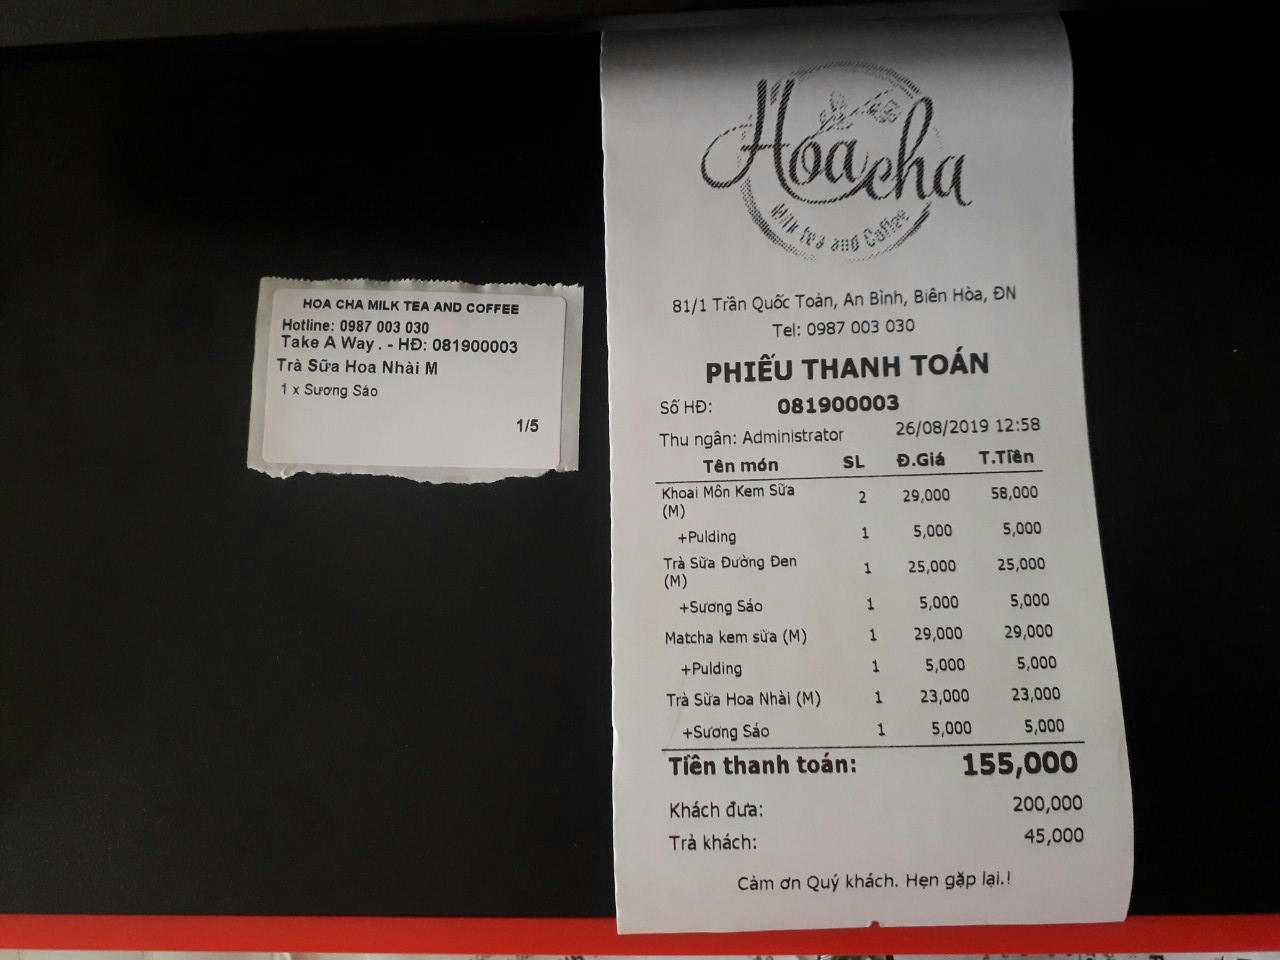 HOA CHA MILK TEA AND COFFEE
Hotline: 0987 003 030
Take A Way . - HĐ: 081900003
Trà Sữa Hoa Nhài M
1 x Sương Sáo
1/5
Hoa cha
Milk tea and Coffee
81/1 Trần Quốc Toản, An Bình, Biên Hòa, ĐN
Tel: 0987 003 030
PHIẾU THANH TOÁN
Số HĐ: 081900003
Thu ngân: Administrator 26/08/2019 12:58
Tên món SL Đ.Giá T.Tiền
Khoai Môn Kem Sữa 2 29,000 58,000
(M)
+Pulding 1 5,000 5,000
Trà Sữa Đường Đen 1 25,000 25,000
(M)
+Sương Sáo 1 5,000 5,000
Matcha kem sữa (M) 1 29,000 29,000
+Pulding 1 5,000 5,000
Trà Sữa Hoa Nhài (M) 1 23,000 23,000
+Sương Sáo 1 5,000 5,000
Tiền thanh toán: 155,000
Khách đưa: 200,000
Trả khách: 45,000
Cảm ơn Quý khách. Hẹn gặp lại.!